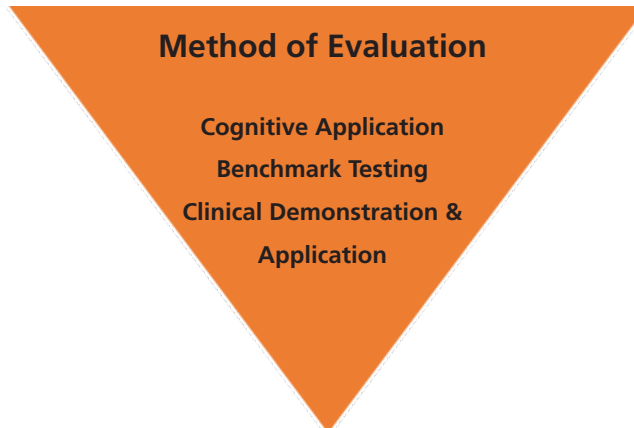 Method of Evaluation
Cognitive Application
Benchmark Testing
Clinical Demonstration &
Application